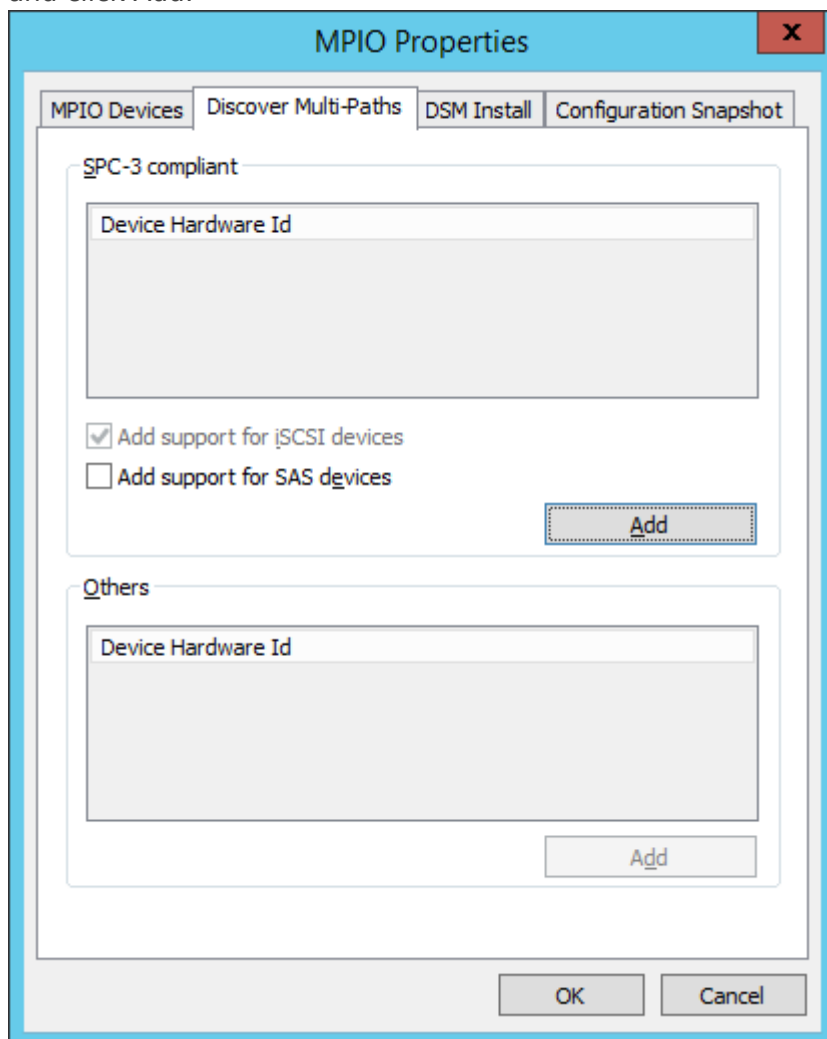 MPIO Properties
x
MPIO Devices Discover Multi-Paths DSM Install Configuration Snapshot
SPC-3 compliant
Device Hardware Id
Add support for iSCSI devices
Add support for SAS devices
Add
Others
Device Hardware Id
Add
OK Cancel